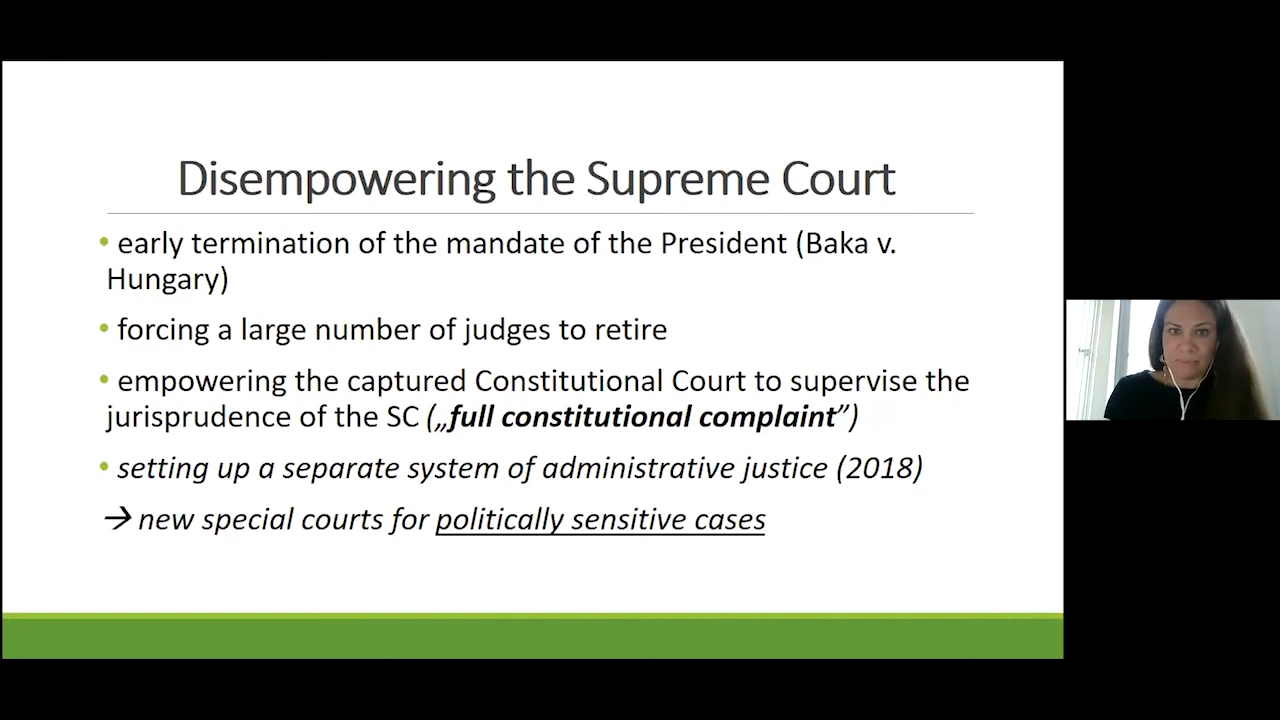 Disempowering the Supreme Court
• early termination of the mandate of the President (Baka v.
Hungary)
• forcing a large number of judges to retire
• empowering the captured Constitutional Court to supervise the
jurisprudence of the SC („full constitutional complaint”)
• setting up a separate system of administrative justice (2018)
→ new special courts for politically sensitive cases